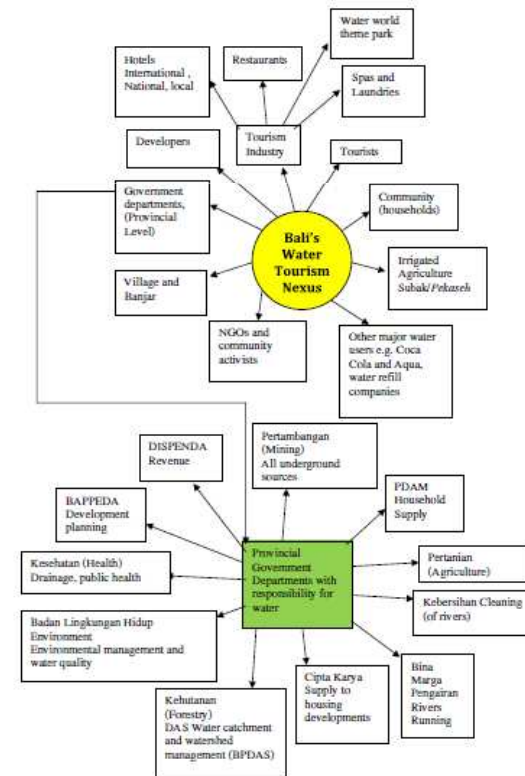 Water world
theme park
Hotels
International ,
National, local
Restaurants
Spas and
Laundries
Developers
Tourism
Industry
Tourists
Government
departments,
(Provincial
Level)
Community
(households)
Bali's
Water
Tourism
Nexus
Village and
Banjar
Irrigated
Agriculture
Subak/Pekaseh
NGOs and
community
activists
Other major water
users e.g. Coca
Cola and Aqua,
water refill
companies
DISPENDA
Revenue
Pertambangan
(Mining)
All underground
sources
PDAM
Household
Supply
BAPPEDA
Development
planning
Provincial
Government
Departments with
responsibility for
water
Kesehatan (Health)
Drainage, public health
Pertanian
(Agriculture)
Kebersihan Cleaning
(of rivers)
Badan Lingkungan Hidup
Environment
Environmental management and
water quality
Kehutanan
(Forestry)
DAS Water catchment
and watershed
management (BPDAS)
Cipta Karya
Supply to
housing
developments
Bina
Marga
Pengairan
Rivers
Running